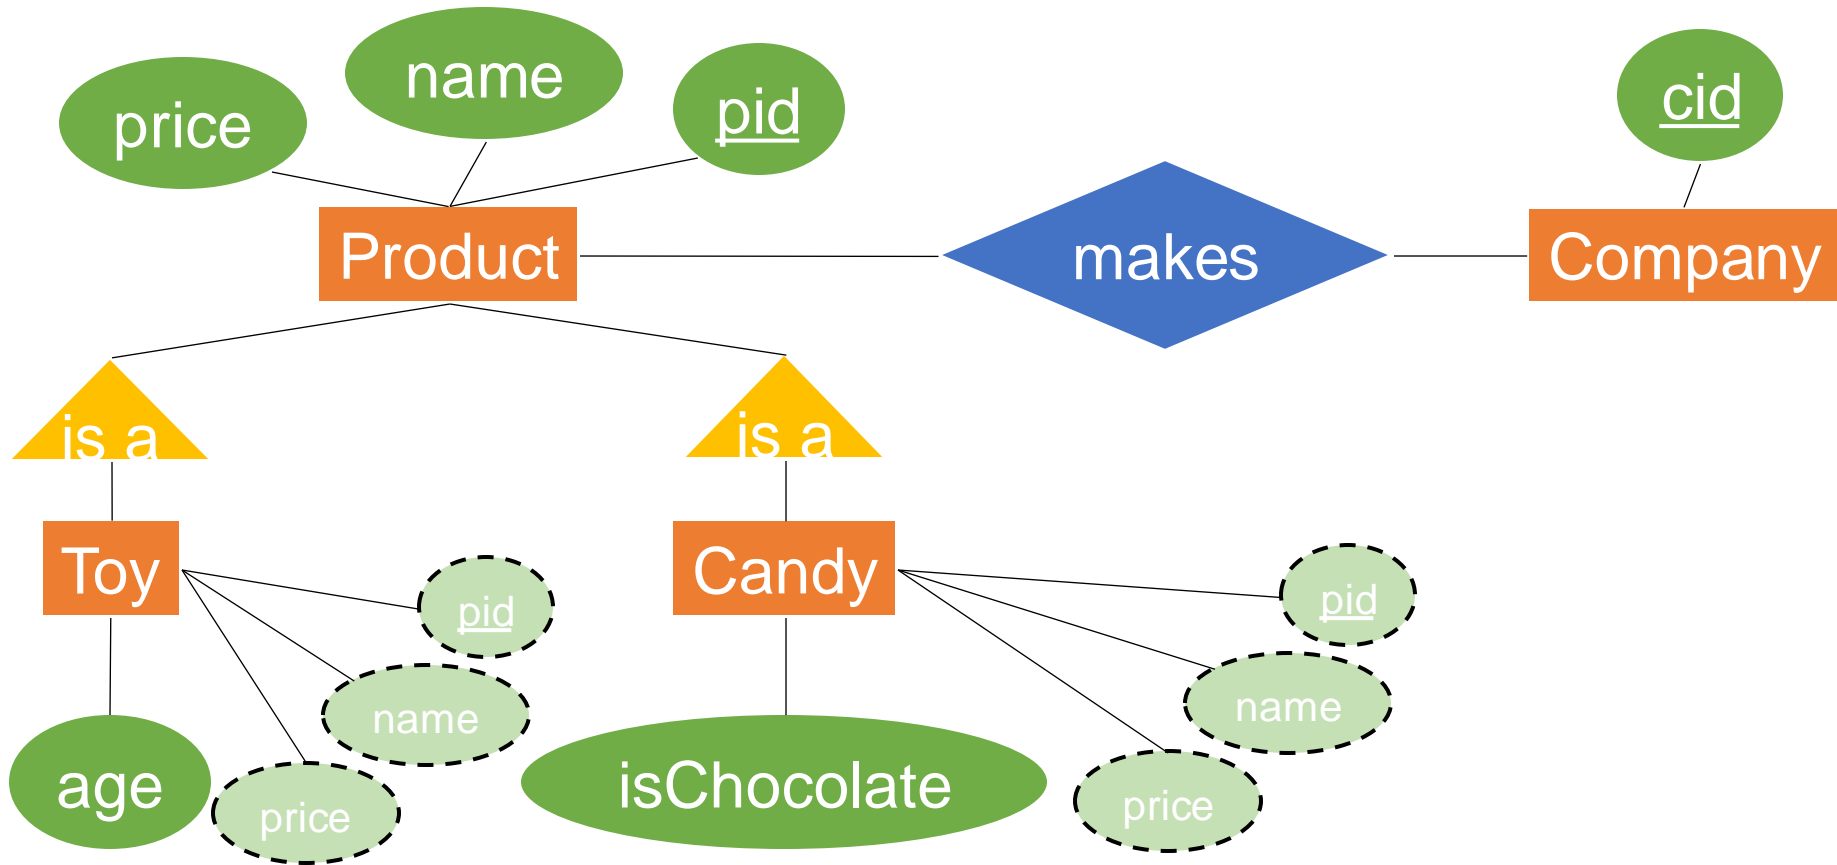 price
name
pid
cid
Product
makes
Company
is a
is a
Toy
Candy
pid
name
price
pid
name
price
age
isChocolate